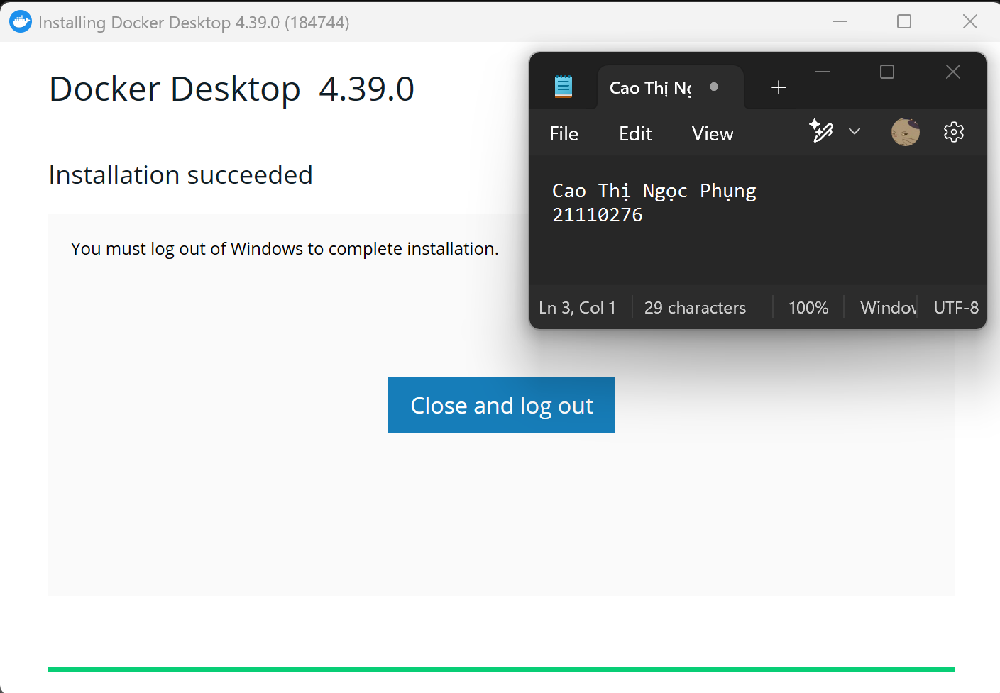 Installing Docker Desktop 4.39.0 (184744)
Docker Desktop 4.39.0
Installation succeeded
You must log out of Windows to complete installation.
Close and log out
Cao Thị
File Edit View
Cao Thị Ngọc Phụng
21110276
Ln 3, Col 1 29 characters 100% UTF-8